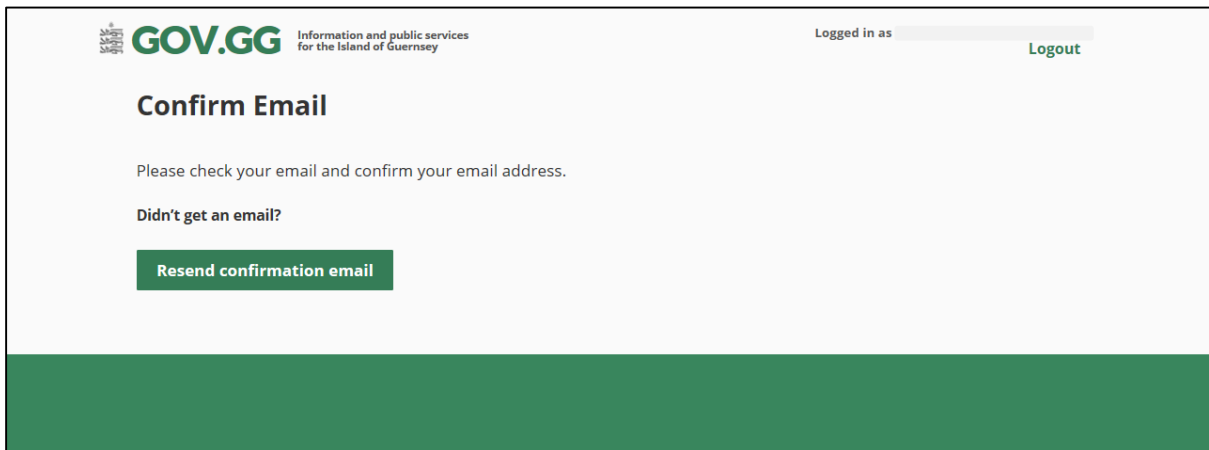 GOV.GG
Information and public services
for the Island of Guernsey
Logged in as
Logout
Confirm Email
Please check your email and confirm your email address.
Didn’t get an email?
Resend confirmation email